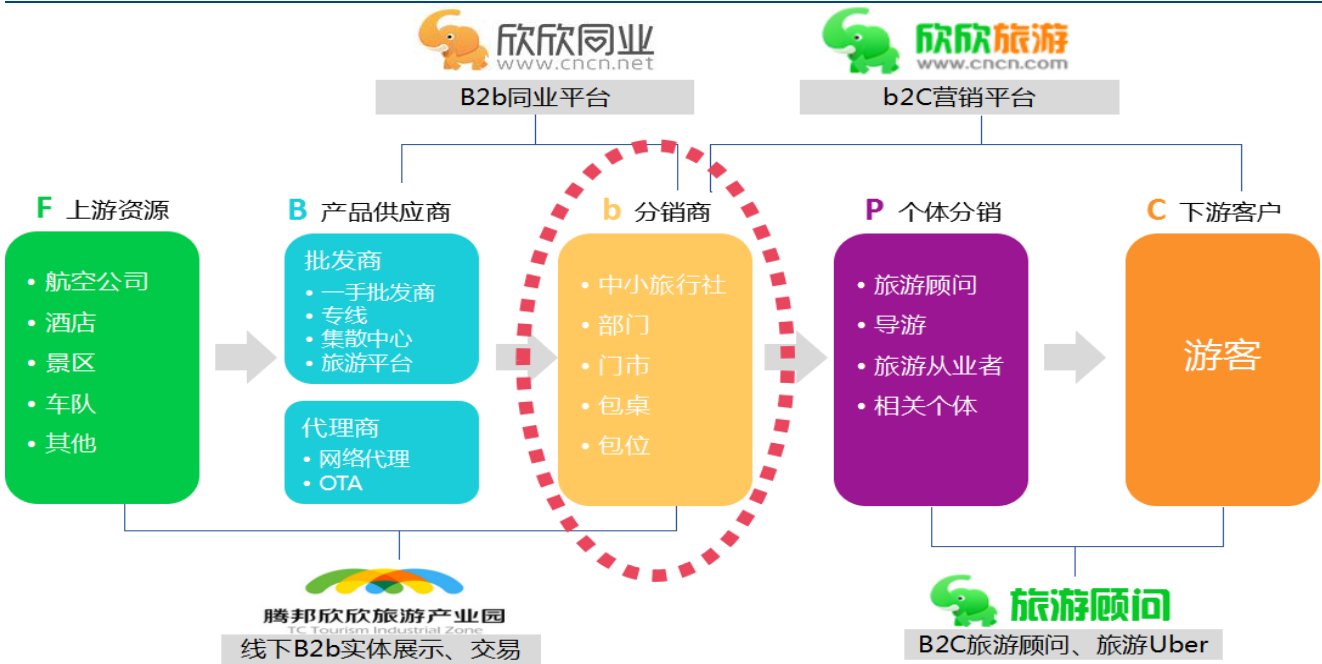 欣欣同业
www.cncn.net
B2b同业平台
欣欣旅游
www.cncn.com
b2C营销平台
F 上游资源
• 航空公司
• 酒店
• 景区
• 车队
• 其他
B 产品供应商
批发商
• 一手批发商
• 专线
• 集散中心
• 旅游平台
代理商
• 网络代理
• OTA
b 分销商
• 中小旅行社
• 部门
• 门市
• 包桌
• 包位
P 个体分销
• 旅游顾问
• 导游
• 旅游从业者
• 相关个体
C 下游客户
游客
腾邦欣欣旅游产业园
TC Tourism Industrial Zone
线下B2b实体展示、交易
旅游顾问
B2C旅游顾问、旅游Uber